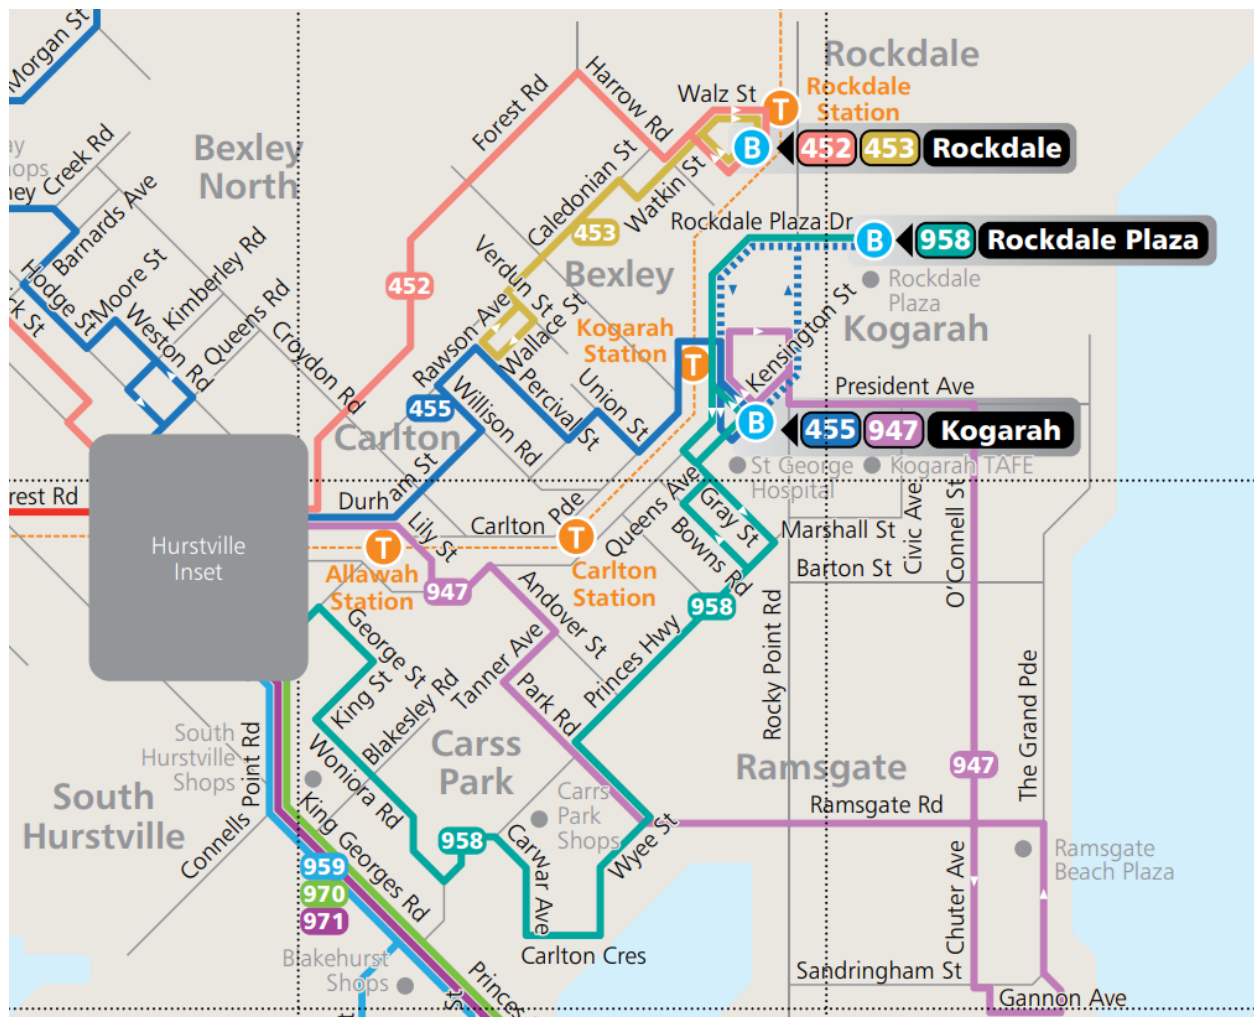 Morgan St
Rockdale
Rockdale
Station
Walz St
Harrow Rd
Forest Rd
Creek Rd
Bexley
North
T
B
452
453
Rockdale
Barnards Ave
Caledonian St
Watkin St
Rockdale Plaza Dr
B
958
Rockdale Plaza
453
Kimberley Rd
Moore St
Hodge St
Weston Rd
Queens Rd
Croydon Rd
452
Verdun St
Bexley
Rockdale
Plaza
Rawson Ave
Wallace St
Kogarah
Station
T
Kensington St
Kogarah
Percival St
Union St
President Ave
455
Willison Rd
Carlton
B
455
947
Kogarah
St George
Hospital
Kogarah TAFE
rest Rd
Durham St
Hurstville
Inset
Lily St
Carlton Pde
Queens Ave
Gray St
Bowns Rd
Marshall St
Civic Ave
O'Connell St
Barton St
T
Allawah
Station
T
Carlton
Station
947
958
George St
King St
Andover St
Tanner Ave
Blakesley Rd
Princes Hwy
Park Rd
Rocky Point Rd
The Grand Pde
South
Hurstville
Shops
Connells Point Rd
Woniora Rd
Carss
Park
Ramsgate
947
South
Hurstville
King Georges Rd
Carrs
Park
Shops
Ramsgate Rd
958
Carwar Ave
Wyee St
Ramsgate
Beach Plaza
959
970
971
Chuter Ave
Blakehurst
Shops
Carlton Cres
Princes
Sandringham St
Gannon Ave